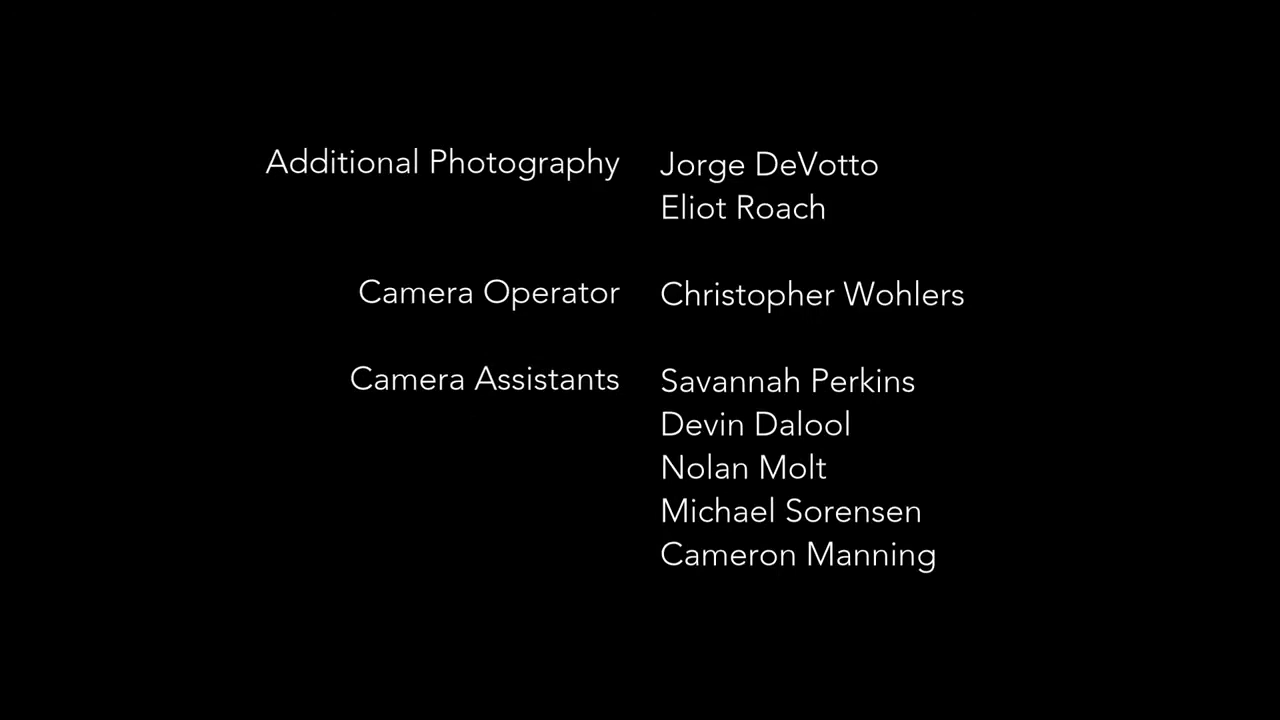 Additional Photography Jorge DeVotto
Eliot Roach
Camera Operator Christopher Wohlers
Camera Assistants Savannah Perkins
Devin Dalool
Nolan Molt
Michael Sorensen
Cameron Manning